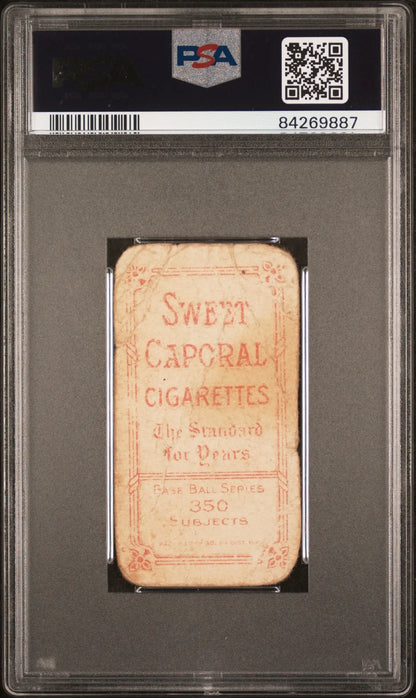 PSA
84269887
SWEET
CAPORAL
CIGARETTES
The Standard
for Years
BASE BALL SERIES
350
SUBJECTS